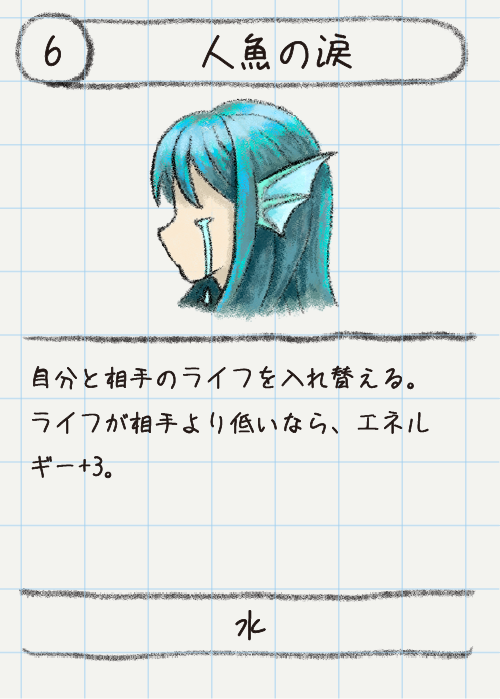 6
人魚の涙
自分と相手のライフを入れ替える。
ライフが相手より低いなら、エネル
ギー+3。
水